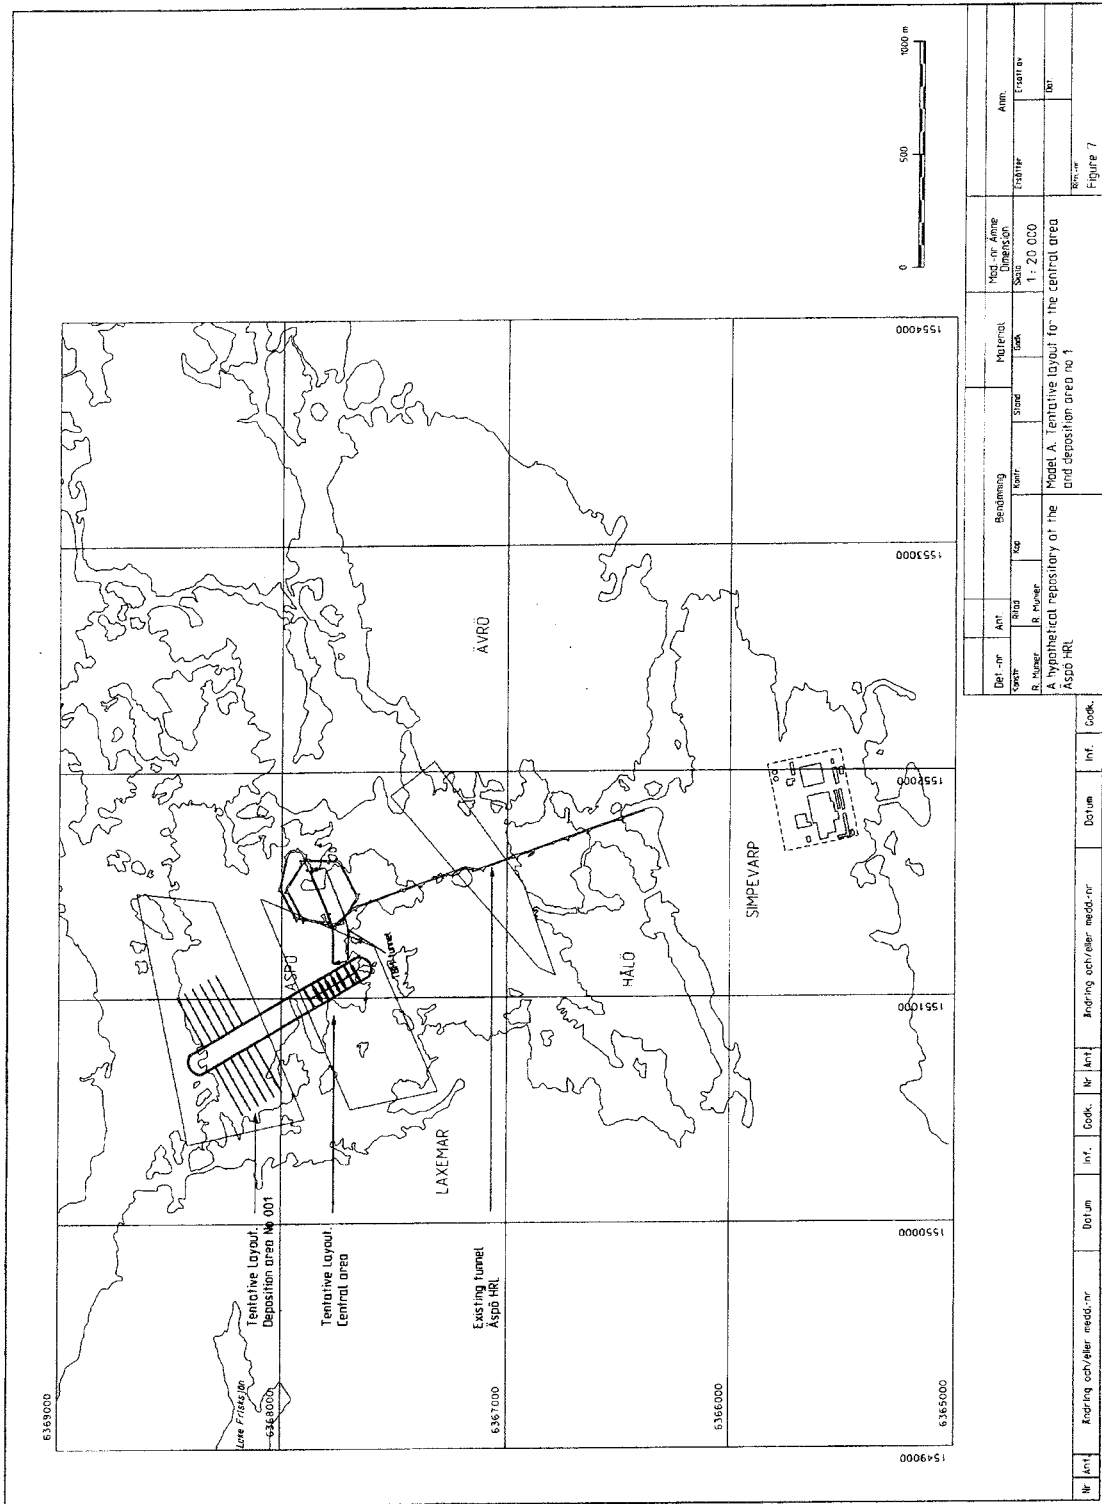 6369000
6368000
6367000
6366000
6365000
1549000
1550000
1551000
1552000
1553000
1554000
Lake Frisksjön
Tentative Layout.
Deposition area No 001
Tentative Layout.
Central area
Existing tunnel
Äspö HRL
LAXEMAR
ÄSPÖ
TBM-tunnel
HÅLÖ
SIMPEVARP
ÄVRÖ
0 500 1000 m
Det.-nr Ant. Benämning Material Mod.-nr Ämne Dimension Anm.
Konstr Ritad Kop Kontr. Stand Godk Skala Ersätter Ersatt av
R. Munier R. Munier 1 : 20 000
A hypothetical repository at the
Äspö HRL
Model A. Tentative layout for the central area
and deposition area no 1
Dat.
Ritn.-nr
Figure 7
Nr Ant. Ändring och/eller medd.-nr Datum Inf. Godk. Nr Ant. Ändring och/eller medd.-nr Datum Inf. Godk.